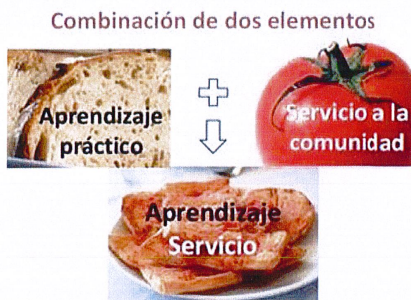 Combinación de dos elementos
Aprendizaje
práctico
Servicio a la
comunidad
Aprendizaje
Servicio